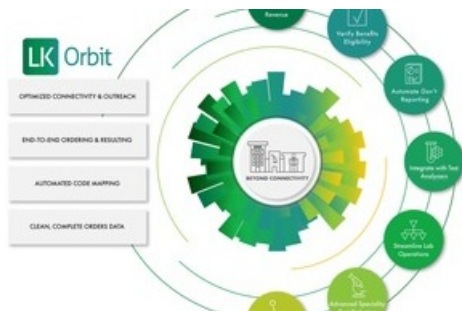 LK Orbit
OPTIMIZED CONNECTIVITY & OUTREACH
END-TO-END ORDERING & RESULTING
AUTOMATED CODE MAPPING
CLEAN, COMPLETE ORDERS DATA
BEYOND CONNECTIVITY
Revenue
Verify Benefits
Eligibility
Automate Gov't
Reporting
Integrate with Test
Analyzers
Streamline Lab
Operations
Advanced Specialty